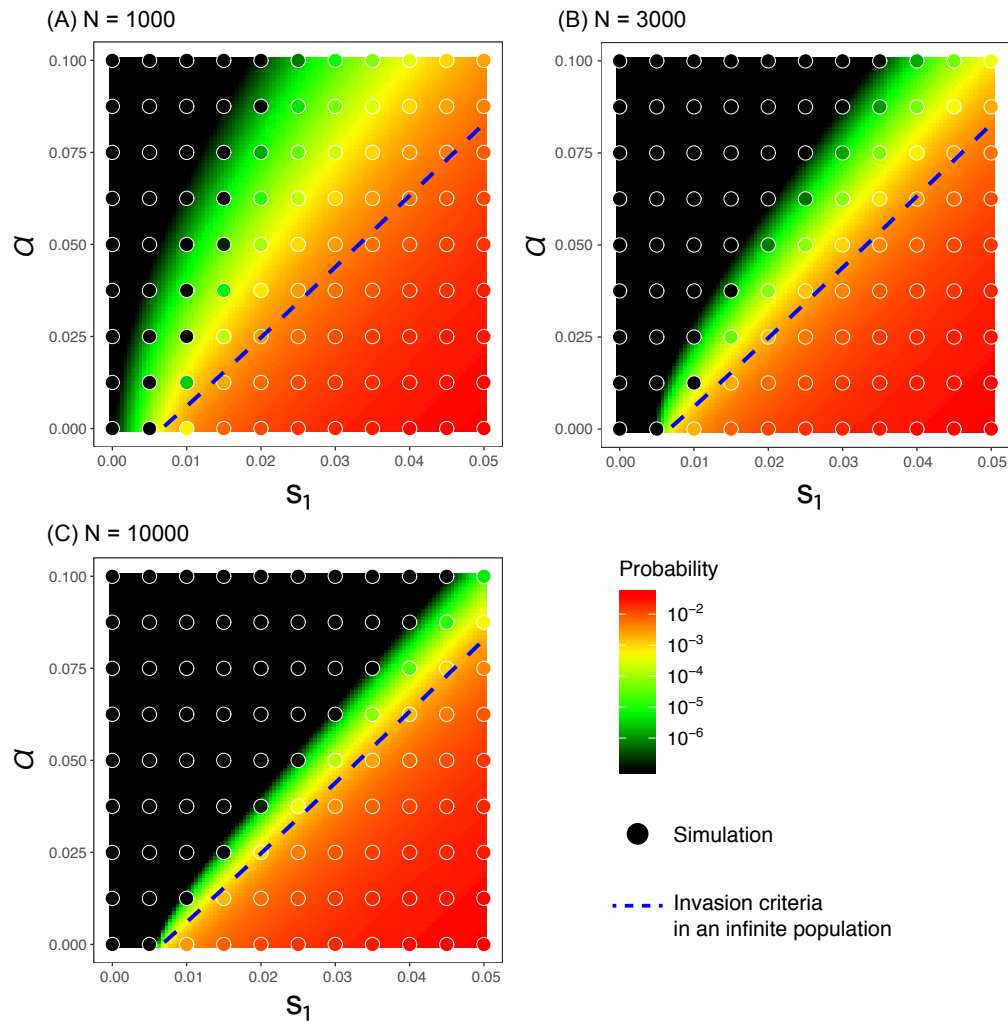 (A) N = 1000
(B) N = 3000
0.100
0.075
0.050
0.025
0.000
α
0.00 0.01 0.02 0.03 0.04 0.05
s1
0.100
0.075
0.050
0.025
0.000
α
0.00 0.01 0.02 0.03 0.04 0.05
s1
(C) N = 10000
0.100
0.075
0.050
0.025
0.000
α
0.00 0.01 0.02 0.03 0.04 0.05
s1
Probability
10−2
10−3
10−4
10−5
10−6
Simulation
Invasion criteria
in an infinite population